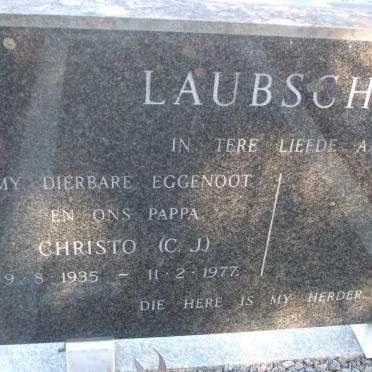 LAUBSCH
IN TERE LIEFDE AA
MY DIERBARE EGGENOOT
EN ONS PAPPA
CHRISTO (C. J.)
9·8·1935 ~ 11·2·1977.
DIE HERE IS MY HERDER.